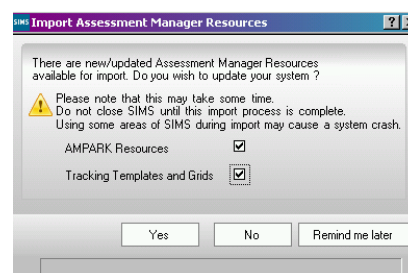 SIMS Import Assessment Manager Resources ?
There are new/updated Assessment Manager Resources
available for import. Do you wish to update your system ?
Please note that this may take some time.
Do not close SIMS until this import process is complete.
Using some areas of SIMS during import may cause a system crash.
AMPARK Resources
Tracking Templates and Grids
Yes No Remind me later